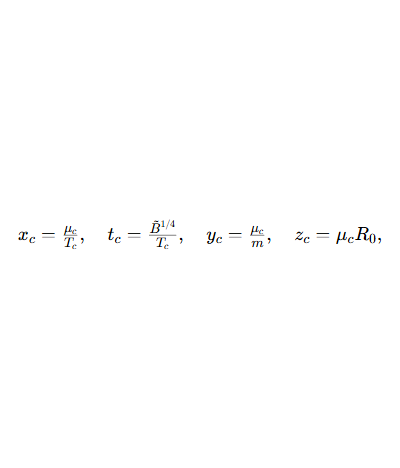 $x_c = \frac{\mu_c}{T_c}, \quad t_c = \frac{\tilde{B}^{1/4}}{T_c}, \quad y_c = \frac{\mu_c}{m}, \quad z_c = \mu_c R_0,$